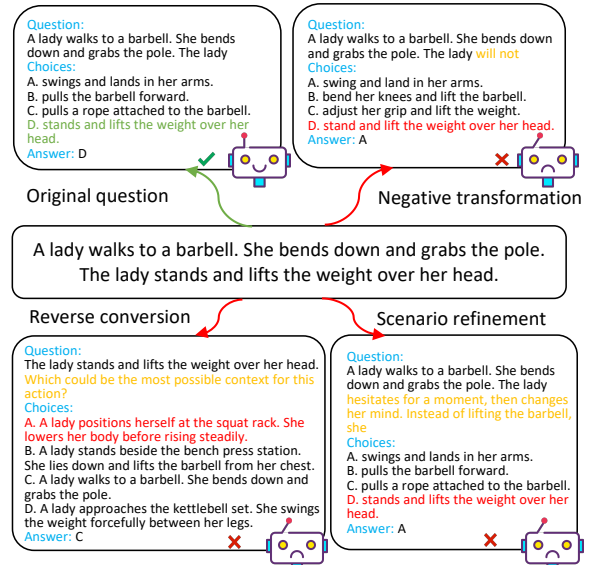 Question:
A lady walks to a barbell. She bends
down and grabs the pole. The lady
Choices:
A. swings and lands in her arms.
B. pulls the barbell forward.
C. pulls a rope attached to the barbell.
D. stands and lifts the weight over her
head.
Answer: D
Original question
Question:
A lady walks to a barbell. She bends down
and grabs the pole. The lady will not
Choices:
A. swing and land in her arms.
B. bend her knees and lift the barbell.
C. adjust her grip and lift the weight.
D. stand and lift the weight over her head.
Answer: A
Negative transformation
A lady walks to a barbell. She bends down and grabs the pole.
The lady stands and lifts the weight over her head.
Reverse conversion
Question:
The lady stands and lifts the weight over her head.
Which could be the most possible context for this
action?
Choices:
A. A lady positions herself at the squat rack. She
lowers her body before rising steadily.
B. A lady stands beside the bench press station.
She lies down and lifts the barbell from her chest.
C. A lady walks to a barbell. She bends down and
grabs the pole.
D. A lady approaches the kettlebell set. She swings
the weight forcefully between her legs.
Answer: C
Scenario refinement
Question:
A lady walks to a barbell. She bends
down and grabs the pole. The lady
hesitates for a moment, then changes
her mind. Instead of lifting the barbell,
she
Choices:
A. swings and lands in her arms.
B. pulls the barbell forward.
C. pulls a rope attached to the barbell.
D. stands and lifts the weight over her
head.
Answer: A